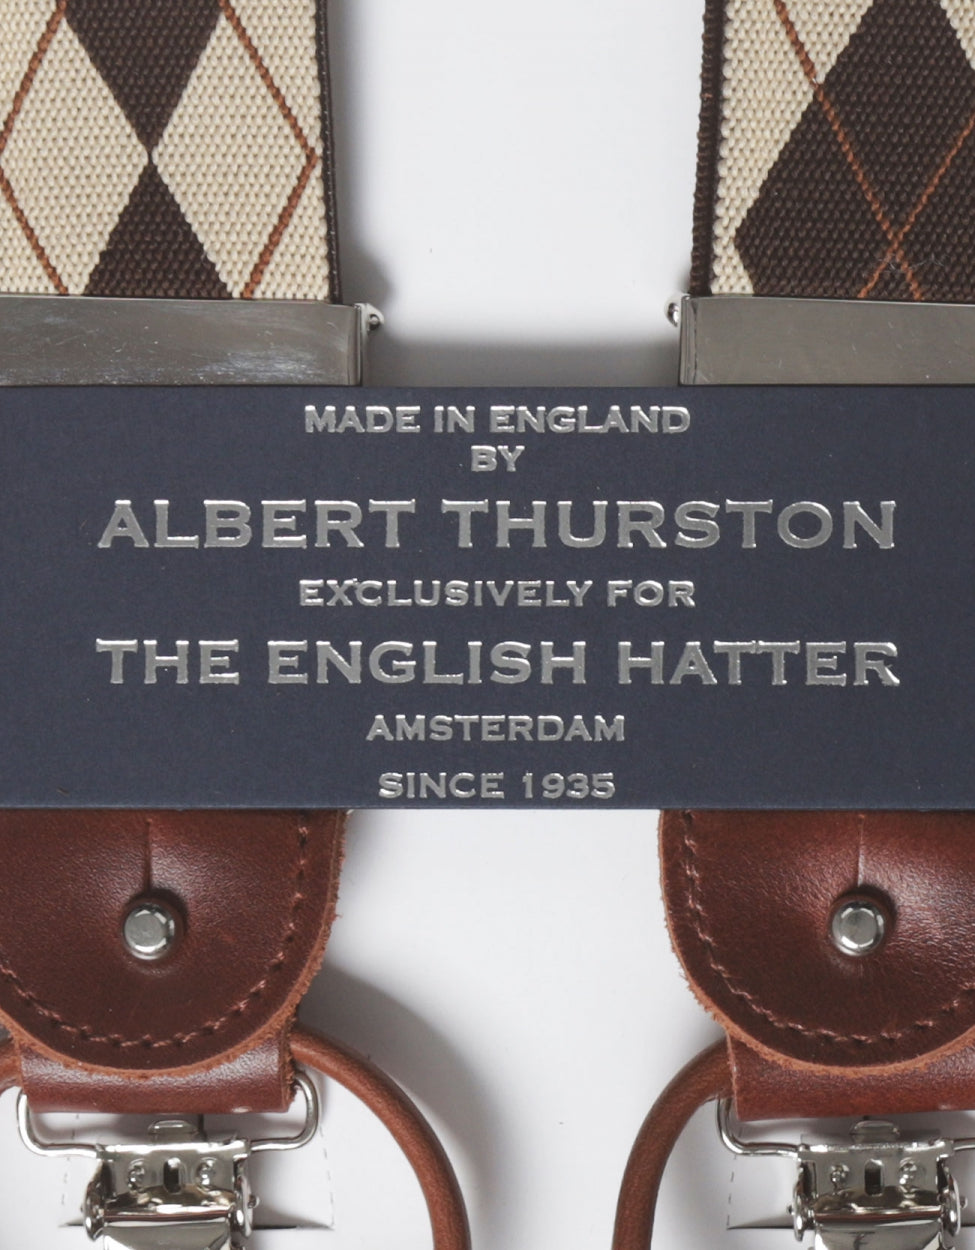 MADE IN ENGLAND
BY
ALBERT THURSTON
EXCLUSIVELY FOR
THE ENGLISH HATTER
AMSTERDAM
SINCE 1935